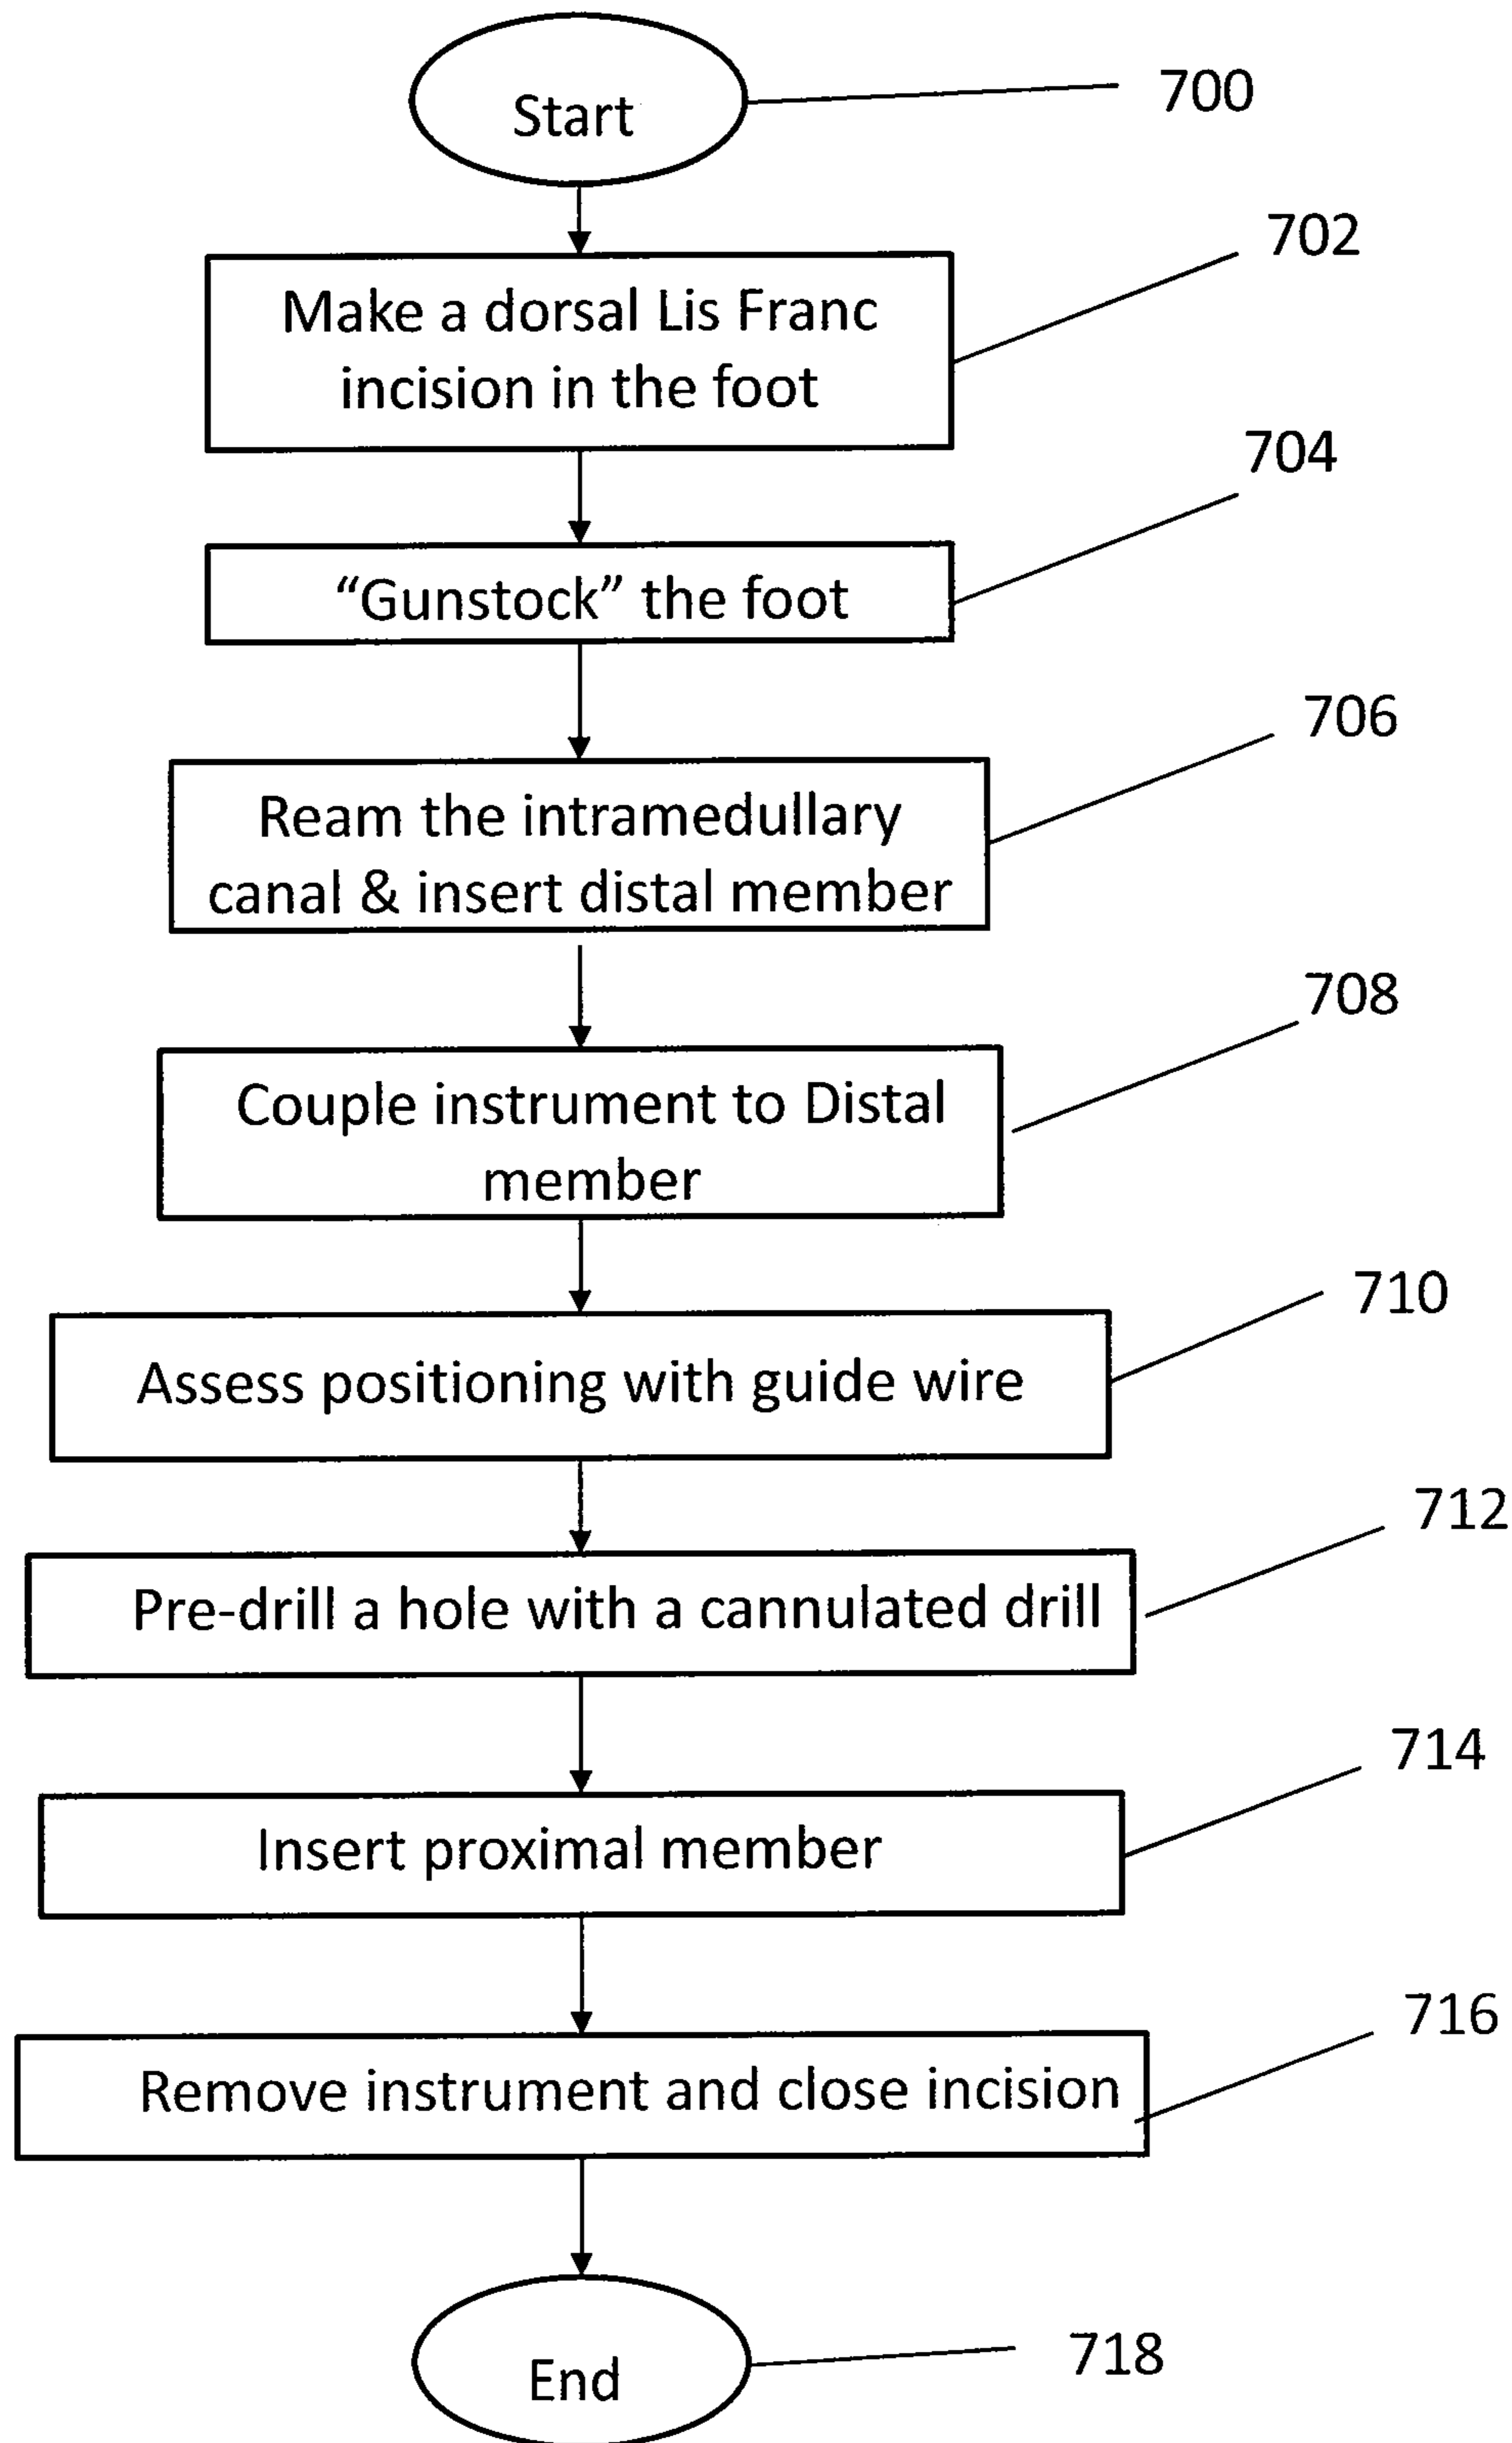 Start
700
702
Make a dorsal Lis Franc
incision in the foot
704
“Gunstock” the foot
706
Ream the intramedullary
canal & insert distal member
708
Couple instrument to Distal
member
710
Assess positioning with guide wire
712
Pre-drill a hole with a cannulated drill
714
Insert proximal member
716
Remove instrument and close incision
718
End